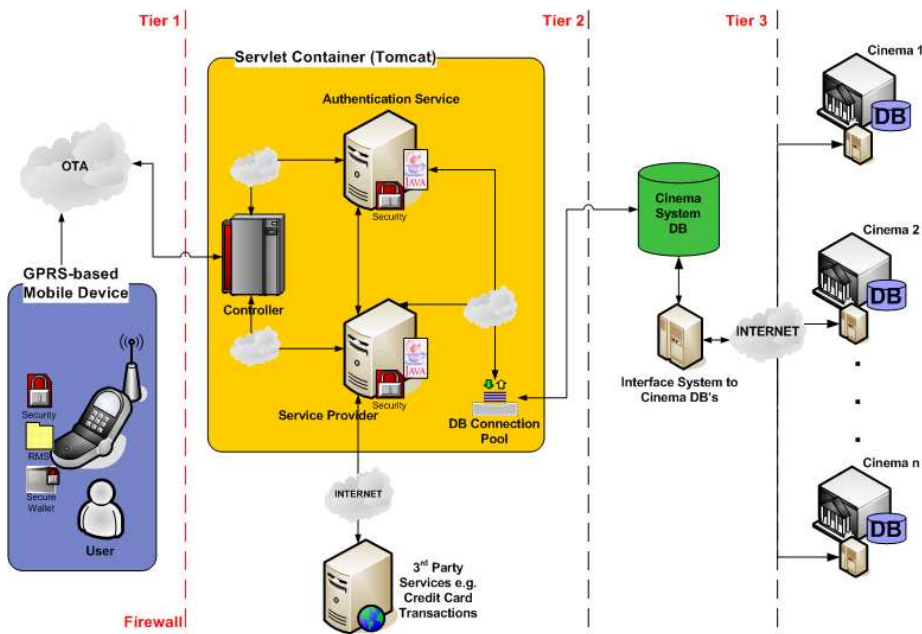 Tier 1
Tier 2
Tier 3
Servlet Container (Tomcat)
Authentication Service
JAVA
Security
OTA
Controller
GPRS-based
Mobile Device
Security
RMS
Secure
Wallet
User
JAVA
Security
Service Provider
DB Connection
Pool
INTERNET
3rd Party
Services e.g.
Credit Card
Transactions
Firewall
Cinema
System
DB
Interface System to
Cinema DB's
INTERNET
Cinema 1
DB
Cinema 2
DB
Cinema n
DB